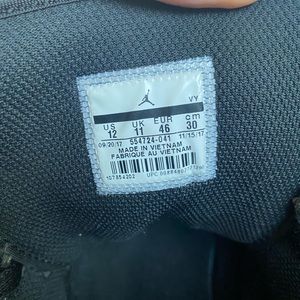 VY
US UK EUR cm
12 11 46 30
09/20/17 554724-041 11/15/17
MADE IN VIETNAM
FABRIQUE AU VIETNAM
UPC